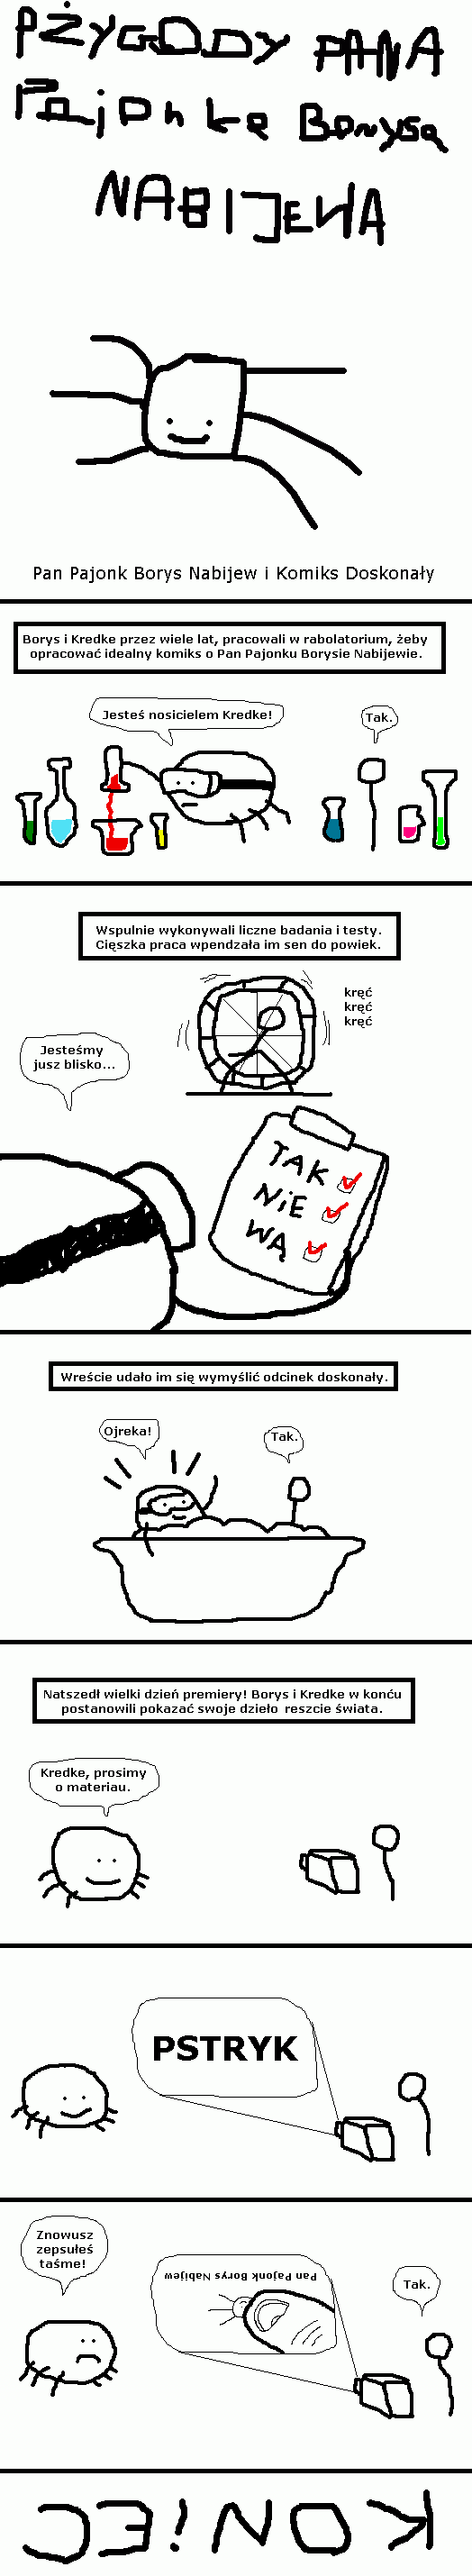 PŻYGODY PANA
Pajonka Borysa
NABIJEWA
Pan Pajonk Borys Nabijew i Komiks Doskonały
Borys i Kredke przez wiele lat, pracowali w rabolatorium, żeby
opracować idealny komiks o Pan Pajonku Borysie Nabijewie.
Jesteś nosicielem Kredke!
Tak.
Wspulnie wykonywali liczne badania i testy.
Cięszka praca wpendzała im sen do powiek.
kręć
kręć
kręć
Jesteśmy
jusz blisko...
TAK
NiE
WĄ
Wreście udało im się wymyślić odcinek doskonały.
Ojreka!
Tak.
Natszedł wielki dzień premiery! Borys i Kredke w końcu
postanowili pokazać swoje dzieło reszcie świata.
Kredke, prosimy
o materiau.
PSTRYK
Znowusz
zepsułeś
taśme!
Pan Pajonk Borys Nabijew
Tak.
KONIEC!